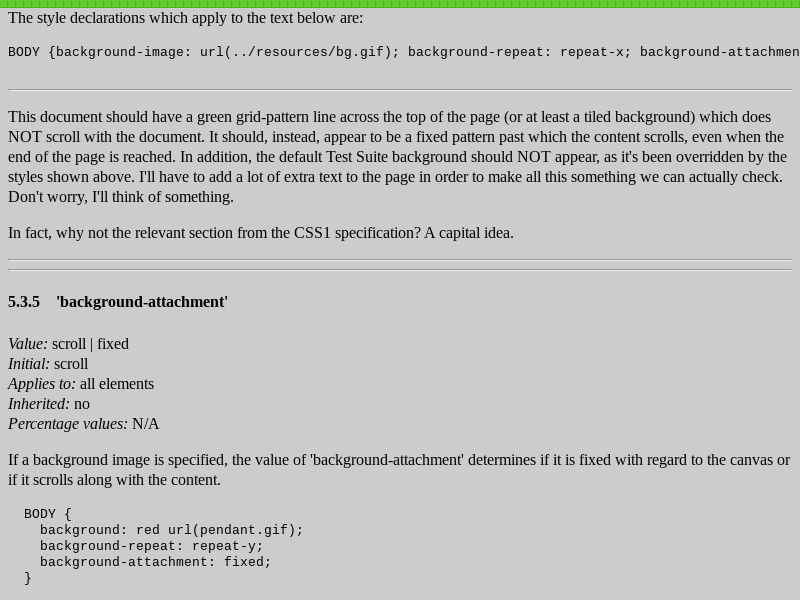 The style declarations which apply to the text below are:
BODY {background-image: url(../resources/bg.gif); background-repeat: repeat-x; background-attachmen
This document should have a green grid-pattern line across the top of the page (or at least a tiled background) which does
NOT scroll with the document. It should, instead, appear to be a fixed pattern past which the content scrolls, even when the
end of the page is reached. In addition, the default Test Suite background should NOT appear, as it's been overridden by the
styles shown above. I'll have to add a lot of extra text to the page in order to make all this something we can actually check.
Don't worry, I'll think of something.
In fact, why not the relevant section from the CSS1 specification? A capital idea.
5.3.5 'background-attachment'
Value: scroll | fixed
Initial: scroll
Applies to: all elements
Inherited: no
Percentage values: N/A
If a background image is specified, the value of 'background-attachment' determines if it is fixed with regard to the canvas or
if it scrolls along with the content.
BODY {
background: red url(pendant.gif);
background-repeat: repeat-y;
background-attachment: fixed;
}